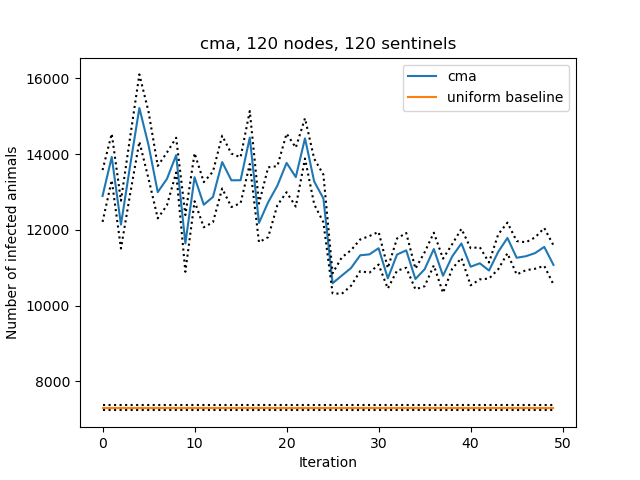 cma, 120 nodes, 120 sentinels
cma
uniform baseline
Number of infected animals
16000
14000
12000
10000
8000
0 10 20 30 40 50
Iteration